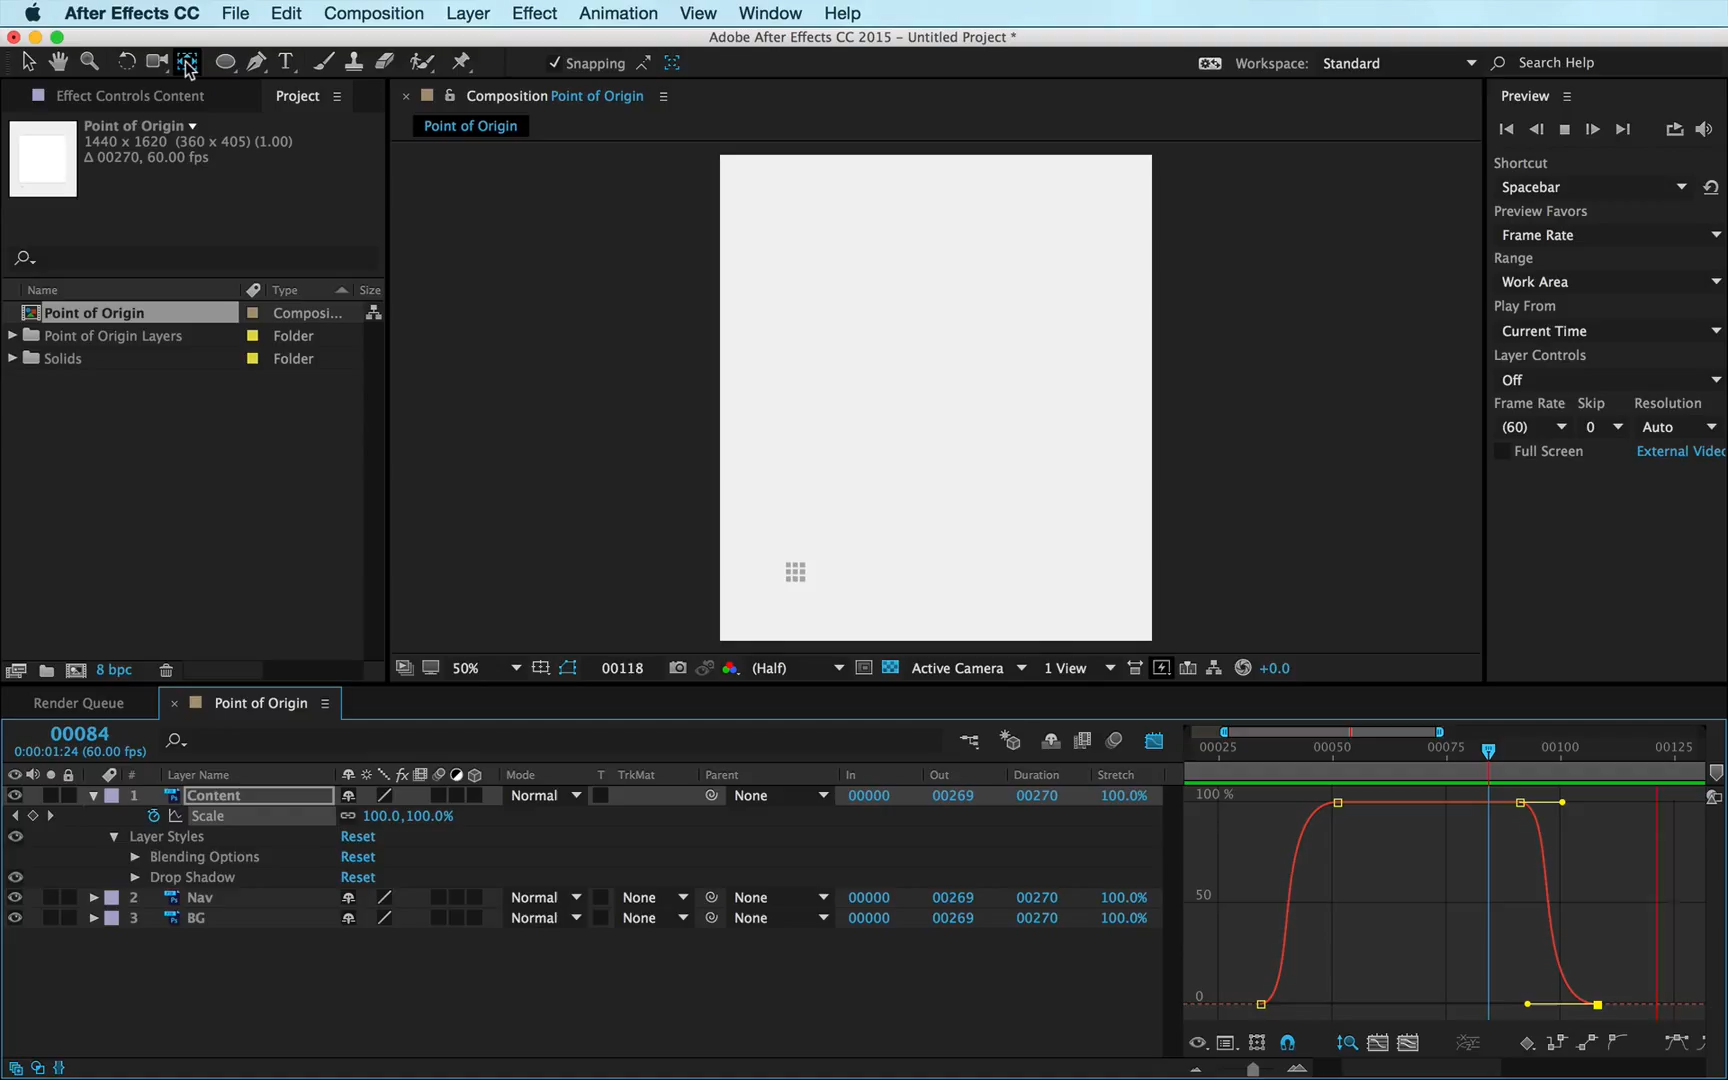 After Effects CC File Edit Composition Layer Effect Animation View Window Help
Adobe After Effects CC 2015 – Untitled Project *
T Snapping Workspace: Standard Search Help
Effect Controls Content Project Composition Point of Origin Preview
Point of Origin
1440 x 1620 (360 x 405) (1.00)
Δ 00270, 60.00 fps
Point of Origin
Shortcut
Spacebar
Preview Favors
Frame Rate
Range
Work Area
Play From
Current Time
Layer Controls
Off
Frame Rate Skip Resolution
(60) 0 Auto
Full Screen External Video
Name Type Size
Point of Origin Composi...
Point of Origin Layers Folder
Solids Folder
8 bpc 50% 00118 (Half) Active Camera 1 View +0.0
Render Queue Point of Origin
00084
0:00:01:24 (60.00 fps)
00025 00050 00075 00100 00125
# Layer Name fx Mode T TrkMat Parent In Out Duration Stretch
1 Content Normal None 00000 00269 00270 100.0%
Scale 100.0,100.0%
Layer Styles Reset
Blending Options Reset
Drop Shadow Reset
2 Nav Normal None None 00000 00269 00270 100.0%
3 BG Normal None None 00000 00269 00270 100.0%
100 %
50
0